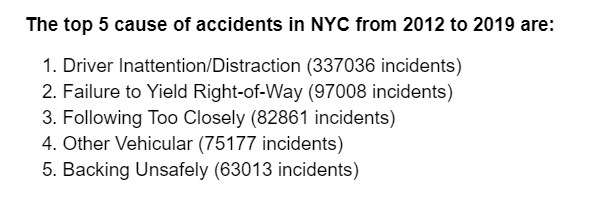 The top 5 cause of accidents in NYC from 2012 to 2019 are:
1. Driver Inattention/Distraction (337036 incidents)
2. Failure to Yield Right-of-Way (97008 incidents)
3. Following Too Closely (82861 incidents)
4. Other Vehicular (75177 incidents)
5. Backing Unsafely (63013 incidents)